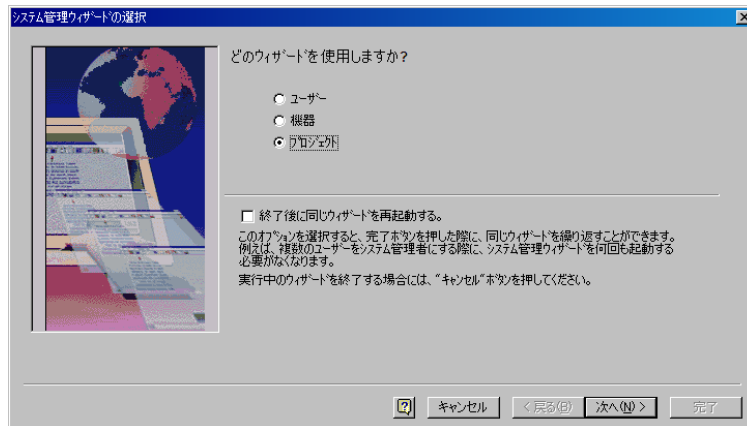 システム管理ウィザードの選択
どのウィザードを使用しますか?
ユーザー
機器
プロジェクト
終了後に同じウィザードを再起動する。
このオプションを選択すると、完了ボタンを押した際に、同じウィザードを繰り返すことができます。
例えば、複数のユーザーをシステム管理者にする際に、システム管理ウィザードを何回も起動する
必要がなくなります。
実行中のウィザードを終了する場合には、"キャンセル"ボタンを押してください。
キャンセル
< 戻る(B)
次へ(N) >
完了